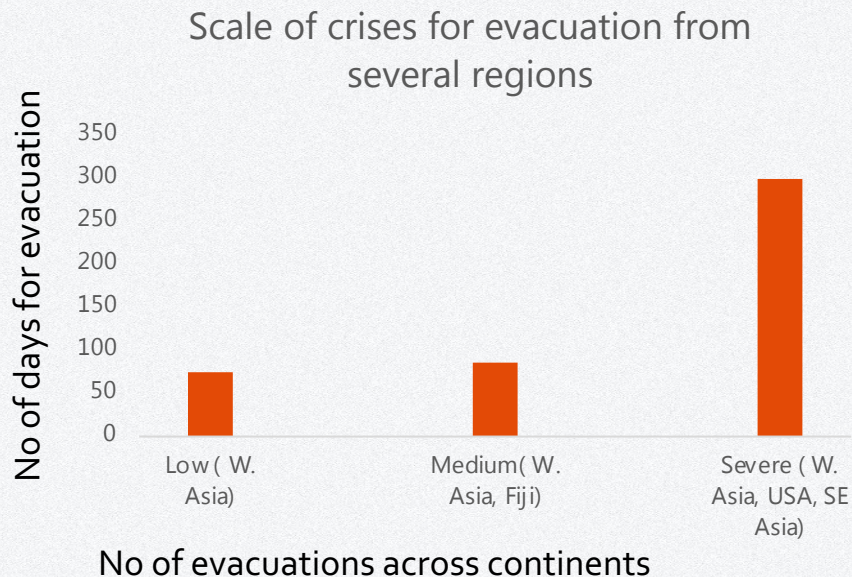 Scale of crises for evacuation from
several regions
No of days for evacuation
350
300
250
200
150
100
50
0
Low ( W.
Asia)
Medium( W.
Asia, Fiji)
Severe ( W.
Asia, USA, SE
Asia)
No of evacuations across continents